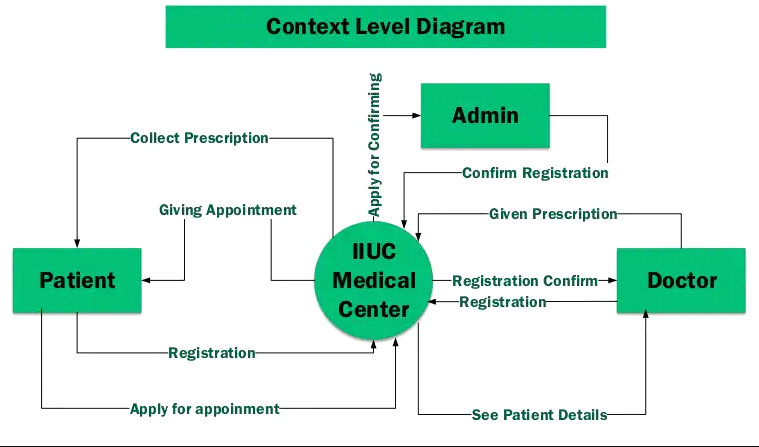 Context Level Diagram
Apply for Confirming
Admin
Collect Prescription
Confirm Registration
Giving Appointment
Given Prescription
Patient
IIUC
Medical
Center
Registration Confirm
Registration
Doctor
Registration
Apply for appoinment
See Patient Details